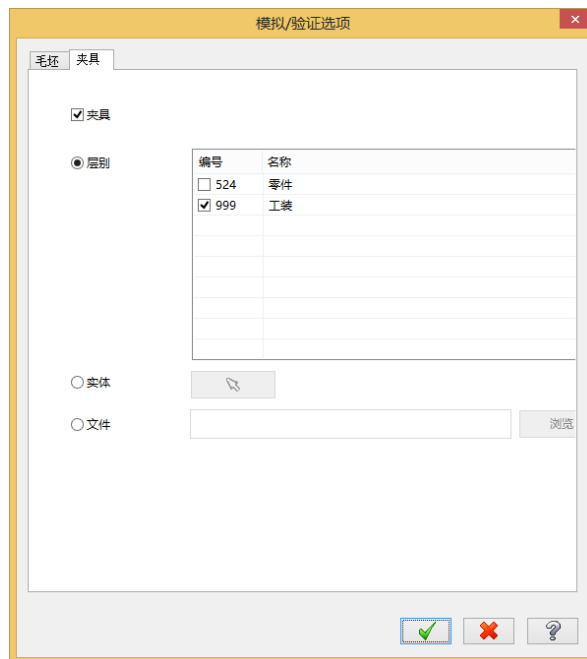 模拟/验证选项
毛坯 夹具
夹具
层别
编号 名称
524 零件
999 工装
实体
文件
浏览